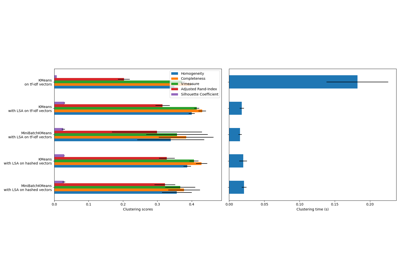 KMeans
on tf-idf vectors
KMeans
with LSA on tf-idf vectors
MiniBatchKMeans
with LSA on tf-idf vectors
KMeans
with LSA on hashed vectors
MiniBatchKMeans
with LSA on hashed vectors
Homogeneity
Completeness
V-measure
Adjusted Rand-Index
Silhouette Coefficient
0.0 0.1 0.2 0.3 0.4
Clustering scores
0.00 0.05 0.10 0.15 0.20
Clustering time (s)